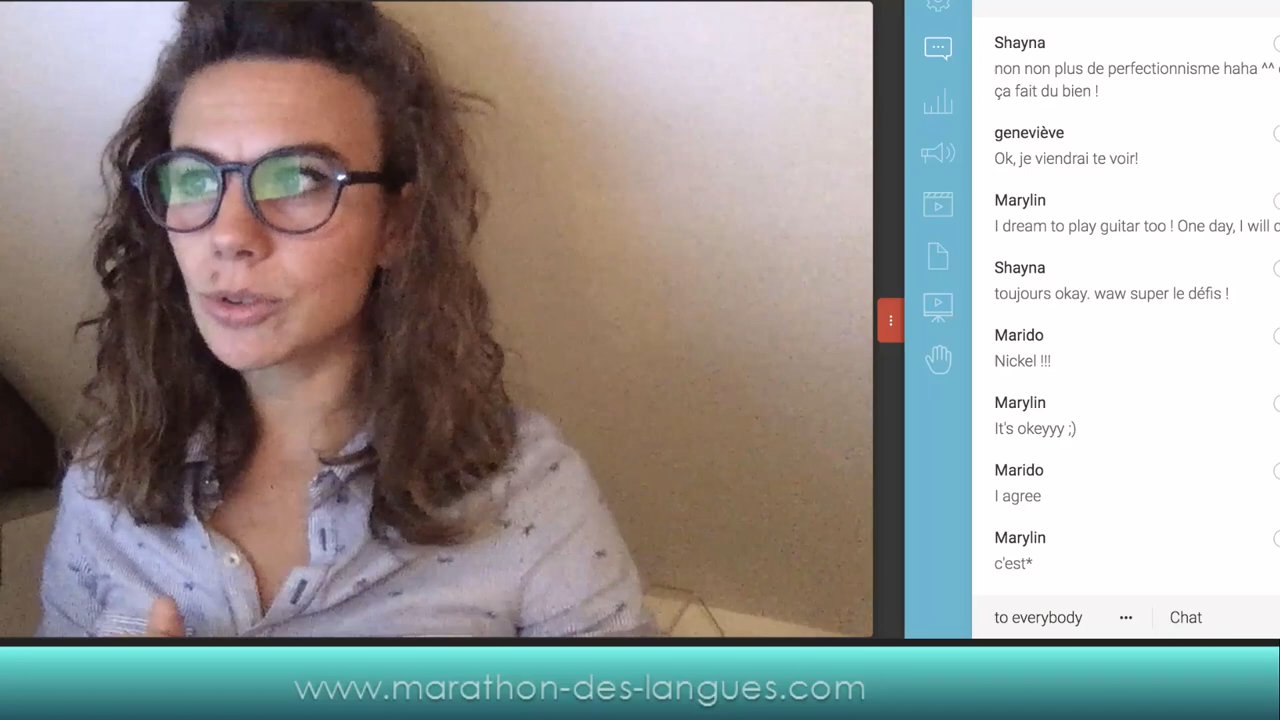 Shayna
non non plus de perfectionnisme haha ^^
ça fait du bien !
geneviève
Ok, je viendrai te voir!
Marylin
I dream to play guitar too ! One day, I will
Shayna
toujours okay. waw super le défis !
Marido
Nickel !!!
Marylin
It's okeyyy ;)
Marido
I agree
Marylin
c'est*
to everybody ••• Chat
www.marathon-des-langues.com